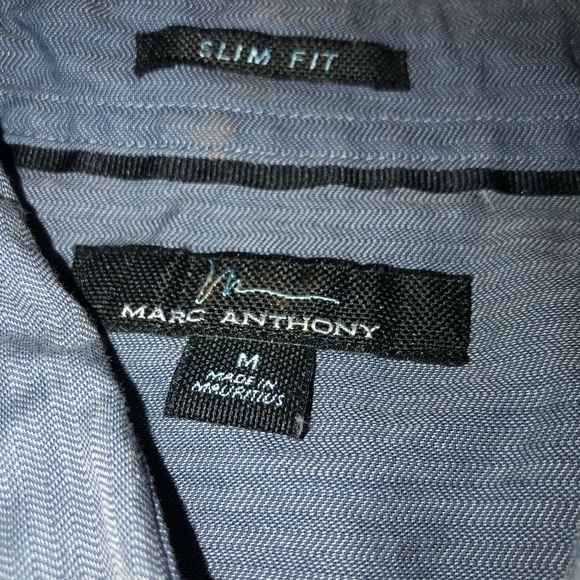 SLIM FIT
MARC ANTHONY
M
MADE IN
MAURITIUS